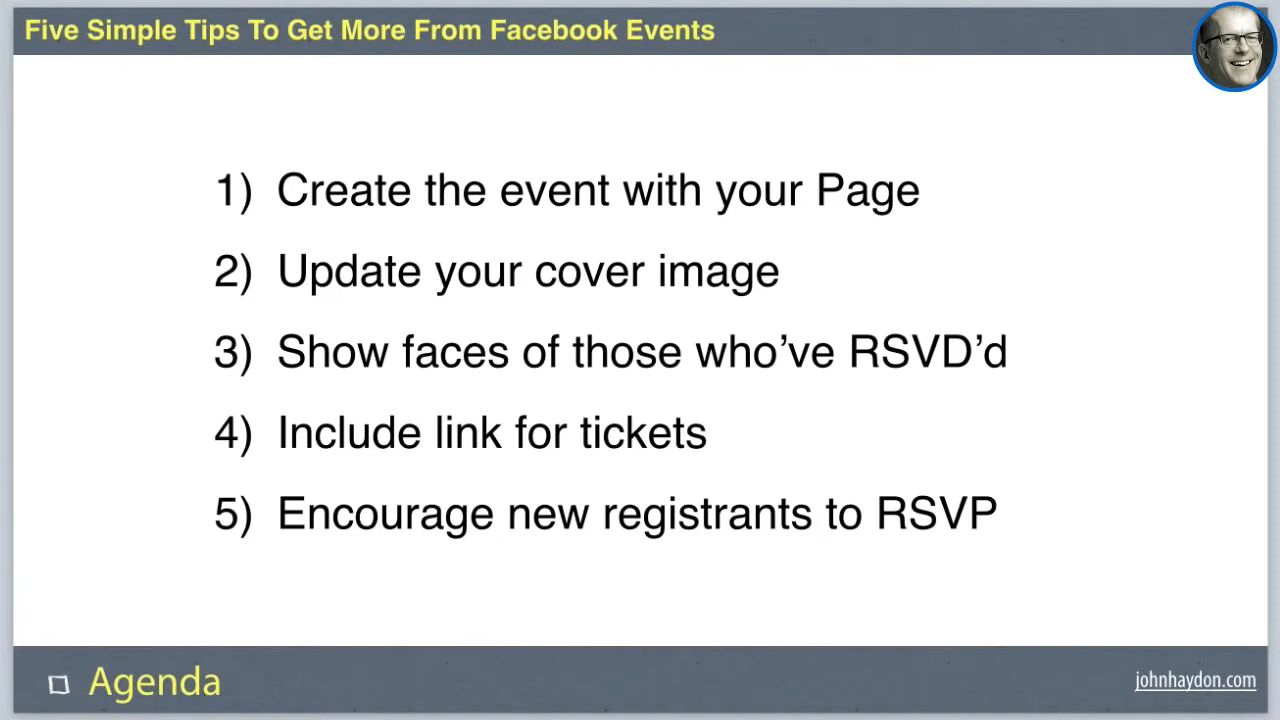 Five Simple Tips To Get More From Facebook Events
1) Create the event with your Page
2) Update your cover image
3) Show faces of those who’ve RSVD’d
4) Include link for tickets
5) Encourage new registrants to RSVP
Agenda
johnhaydon.com